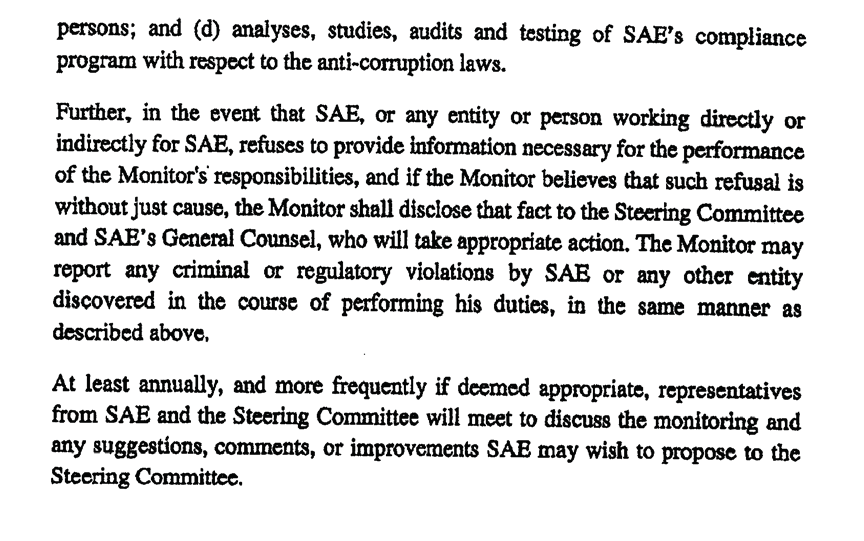 persons; and (d) analyses, studies, audits and testing of SAE's compliance
program with respect to the anti-corruption laws.
Further, in the event that SAE, or any entity or person working directly or
indirectly for SAE, refuses to provide information necessary for the performance
of the Monitor's responsibilities, and if the Monitor believes that such refusal is
without just cause, the Monitor shall disclose that fact to the Steering Committee
and SAE's General Counsel, who will take appropriate action. The Monitor may
report any criminal or regulatory violations by SAE or any other entity
discovered in the course of performing his duties, in the same manner as
described above.
At least annually, and more frequently if deemed appropriate, representatives
from SAE and the Steering Committee will meet to discuss the monitoring and
any suggestions, comments, or improvements SAE may wish to propose to the
Steering Committee.